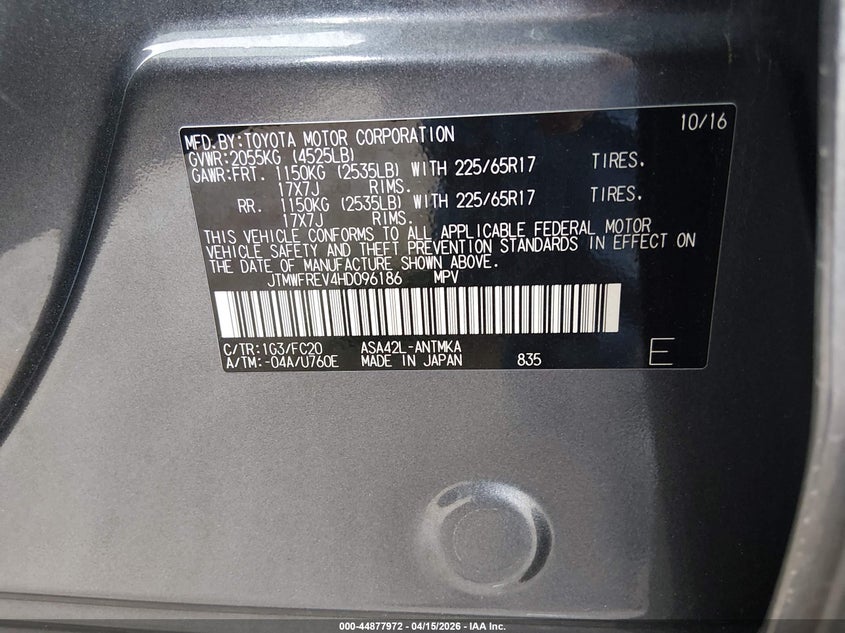 10/16
MFD.BY:TOYOTA MOTOR CORPORATION
GVWR:2055KG (4525LB)
GAWR:FRT. 1150KG (2535LB) WITH 225/65R17 TIRES.
17X7J RIMS.
RR. 1150KG (2535LB) WITH 225/65R17 TIRES.
17X7J RIMS.
THIS VEHICLE CONFORMS TO ALL APPLICABLE FEDERAL MOTOR
VEHICLE SAFETY AND THEFT PREVENTION STANDARDS IN EFFECT ON
THE DATE OF MANUFACTURE SHOWN ABOVE.
JTMWFREV4HD096186 MPV
C/TR:1G3/FC20 ASA42L-ANTMKA
A/TM:-04A/U760E MADE IN JAPAN 835 E
000-44877972 - 04/15/2026 - IAA Inc.